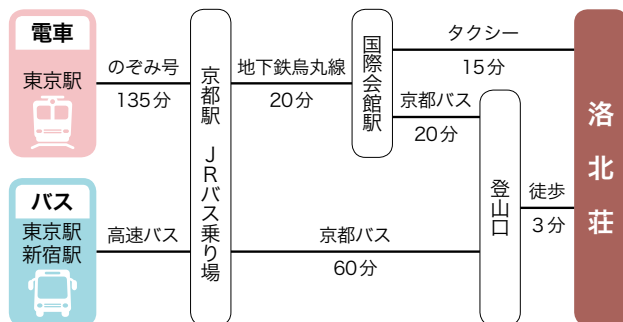 電車
東京駅
のぞみ号
135分
京都駅 JRバス乗り場
地下鉄烏丸線
20分
国際会館駅
タクシー
15分
京都バス
20分
登山口
徒歩
3分
洛北荘
バス
東京駅
新宿駅
高速バス
京都バス
60分